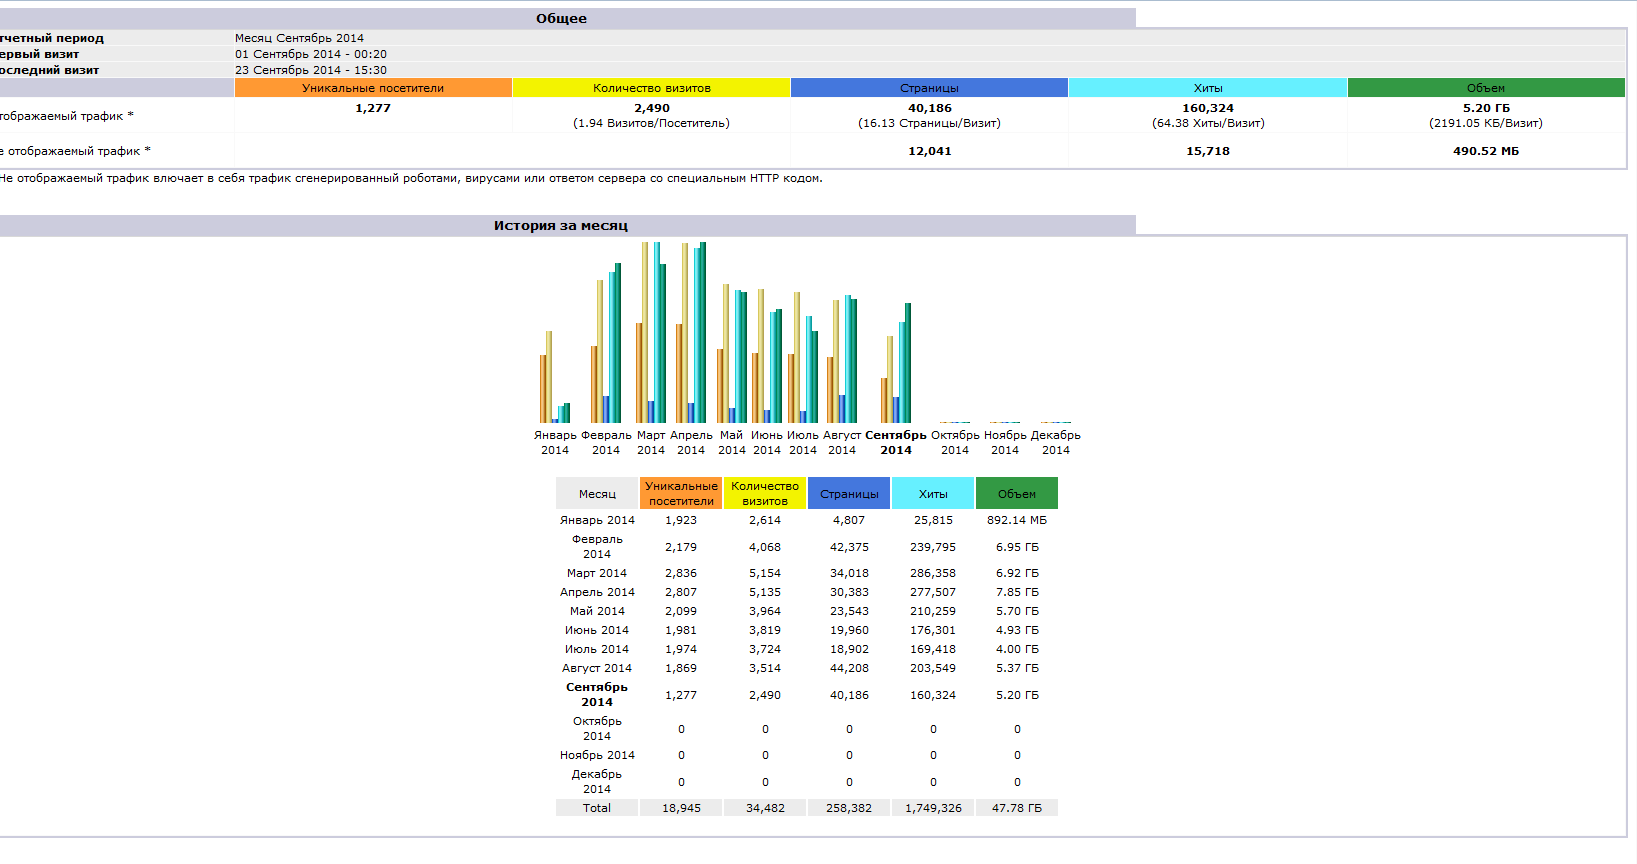 Общее
тчетный период Месяц Сентябрь 2014
ервый визит 01 Сентябрь 2014 - 00:20
оследний визит 23 Сентябрь 2014 - 15:30
Уникальные посетители Количество визитов Страницы Хиты Объем
тображаемый трафик * 1,277 2,490 40,186 160,324 5.20 ГБ
(1.94 Визитов/Посетитель) (16.13 Страницы/Визит) (64.38 Хиты/Визит) (2191.05 КБ/Визит)
е отображаемый трафик * 12,041 15,718 490.52 МБ
Не отображаемый трафик влючает в себя трафик сгенерированный роботами, вирусами или ответом сервера со специальным HTTP кодом.
История за месяц
Январь Февраль Март Апрель Май Июнь Июль Август Сентябрь Октябрь Ноябрь Декабрь
2014 2014 2014 2014 2014 2014 2014 2014 2014 2014 2014 2014
Месяц Уникальные посетители Количество визитов Страницы Хиты Объем
Январь 2014 1,923 2,614 4,807 25,815 892.14 МБ
Февраль 2014 2,179 4,068 42,375 239,795 6.95 ГБ
Март 2014 2,836 5,154 34,018 286,358 6.92 ГБ
Апрель 2014 2,807 5,135 30,383 277,507 7.85 ГБ
Май 2014 2,099 3,964 23,543 210,259 5.70 ГБ
Июнь 2014 1,981 3,819 19,960 176,301 4.93 ГБ
Июль 2014 1,974 3,724 18,902 169,418 4.00 ГБ
Август 2014 1,869 3,514 44,208 203,549 5.37 ГБ
Сентябрь 2014 1,277 2,490 40,186 160,324 5.20 ГБ
Октябрь 2014 0 0 0 0 0
Ноябрь 2014 0 0 0 0 0
Декабрь 2014 0 0 0 0 0
Total 18,945 34,482 258,382 1,749,326 47.78 ГБ